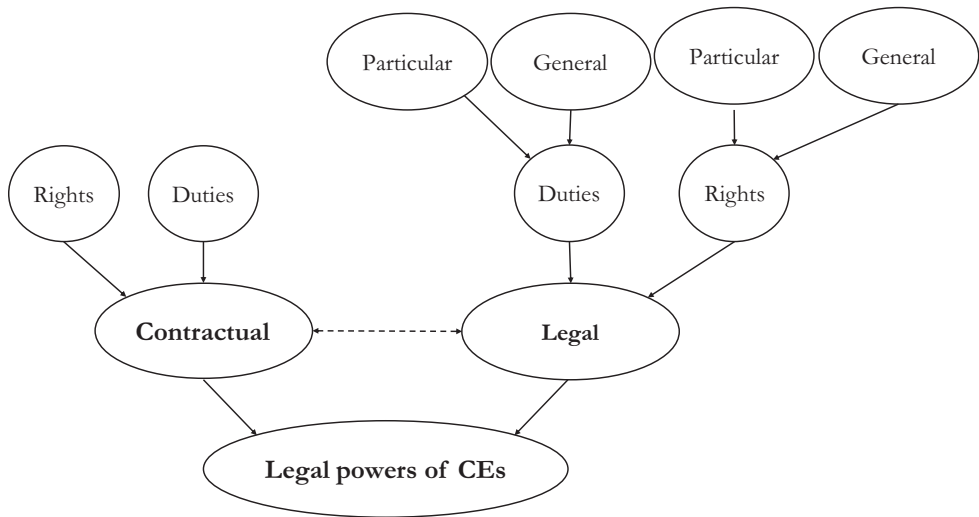 Particular
General
Particular
General
Rights
Duties
Duties
Rights
Contractual
Legal
Legal powers of CEs